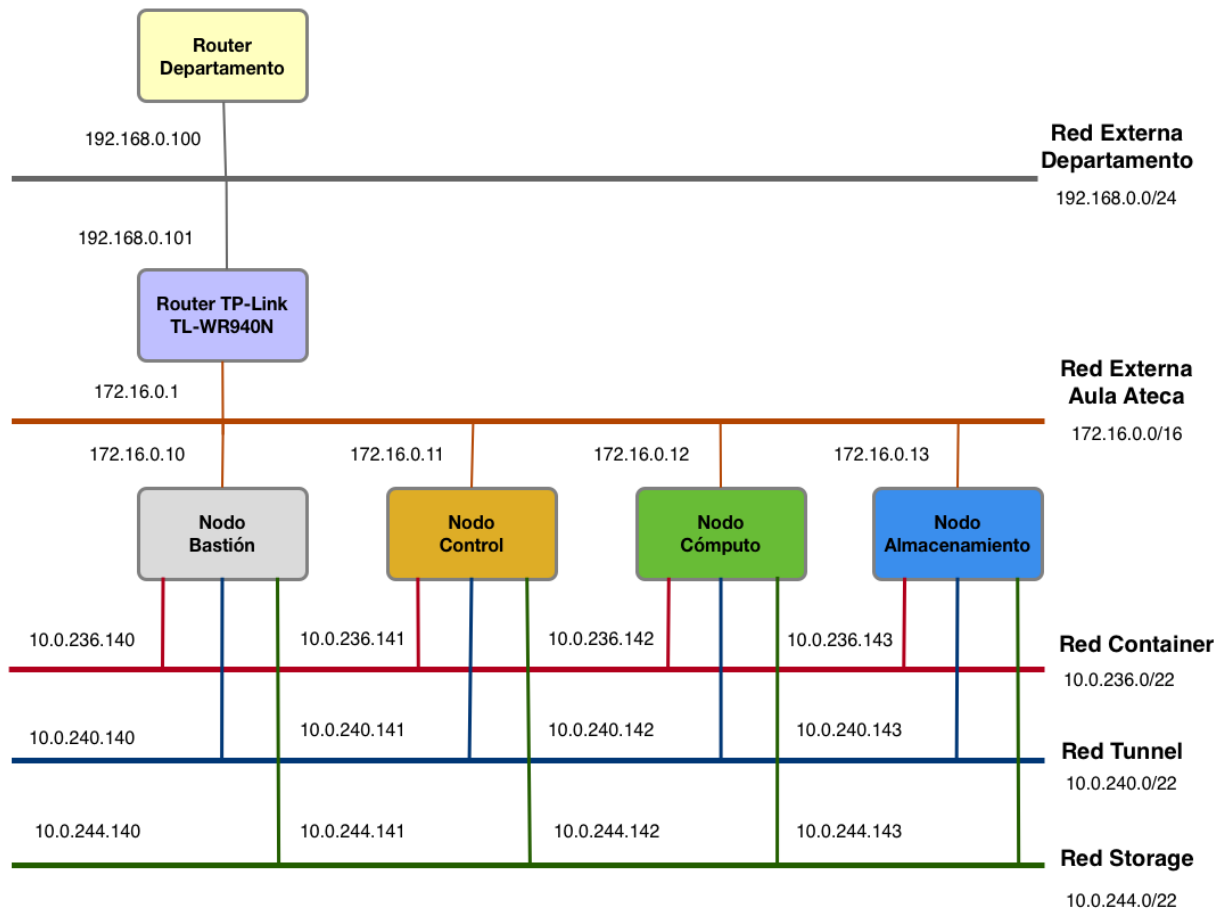 Router
Departamento
192.168.0.100
Red Externa
Departamento
192.168.0.0/24
192.168.0.101
Router TP-Link
TL-WR940N
172.16.0.1
Red Externa
Aula Ateca
172.16.0.0/16
172.16.0.10
172.16.0.11
172.16.0.12
172.16.0.13
Nodo
Bastión
Nodo
Control
Nodo
Cómputo
Nodo
Almacenamiento
10.0.236.140
10.0.236.141
10.0.236.142
10.0.236.143
Red Container
10.0.236.0/22
10.0.240.140
10.0.240.141
10.0.240.142
10.0.240.143
Red Tunnel
10.0.240.0/22
10.0.244.140
10.0.244.141
10.0.244.142
10.0.244.143
Red Storage
10.0.244.0/22